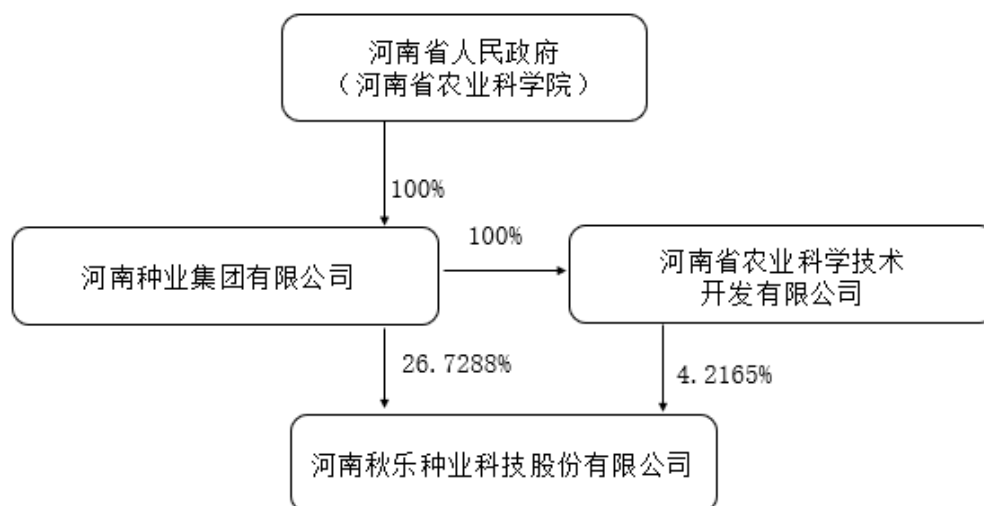 河南省人民政府
（河南省农业科学院）
100%
河南种业集团有限公司
100%
河南省农业科学技术
开发有限公司
26.7288%
4.2165%
河南秋乐种业科技股份有限公司